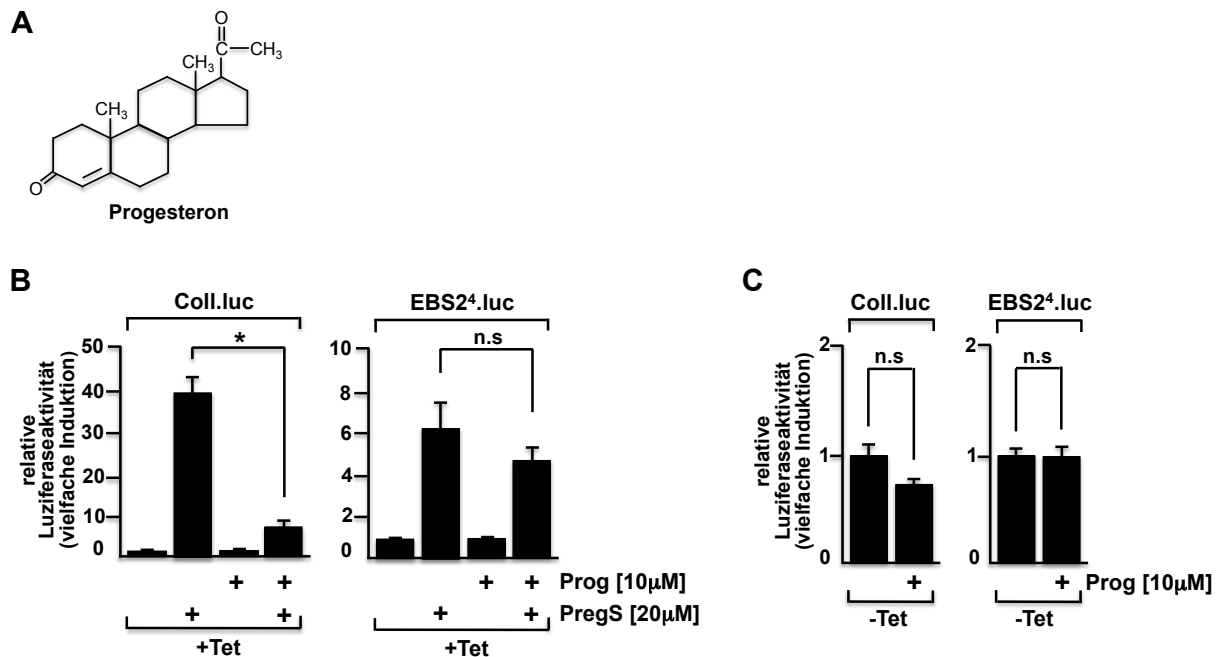 A
O
C
CH₃
CH₃
CH₃
O
Progesteron
B
Coll.luc
EBS2⁴.luc
relative
Luziferaseaktivität
(vielfache Induktion)
50
40
30
20
10
0
*
10
8
6
4
2
0
n.s
+ + Prog [10µM]
+ + + + PregS [20µM]
+Tet
+Tet
C
Coll.luc
EBS2⁴.luc
relative
Luziferaseaktivität
(vielfache Induktion)
2
1
0
n.s
2
1
0
n.s
+ + Prog [10µM]
-Tet
-Tet